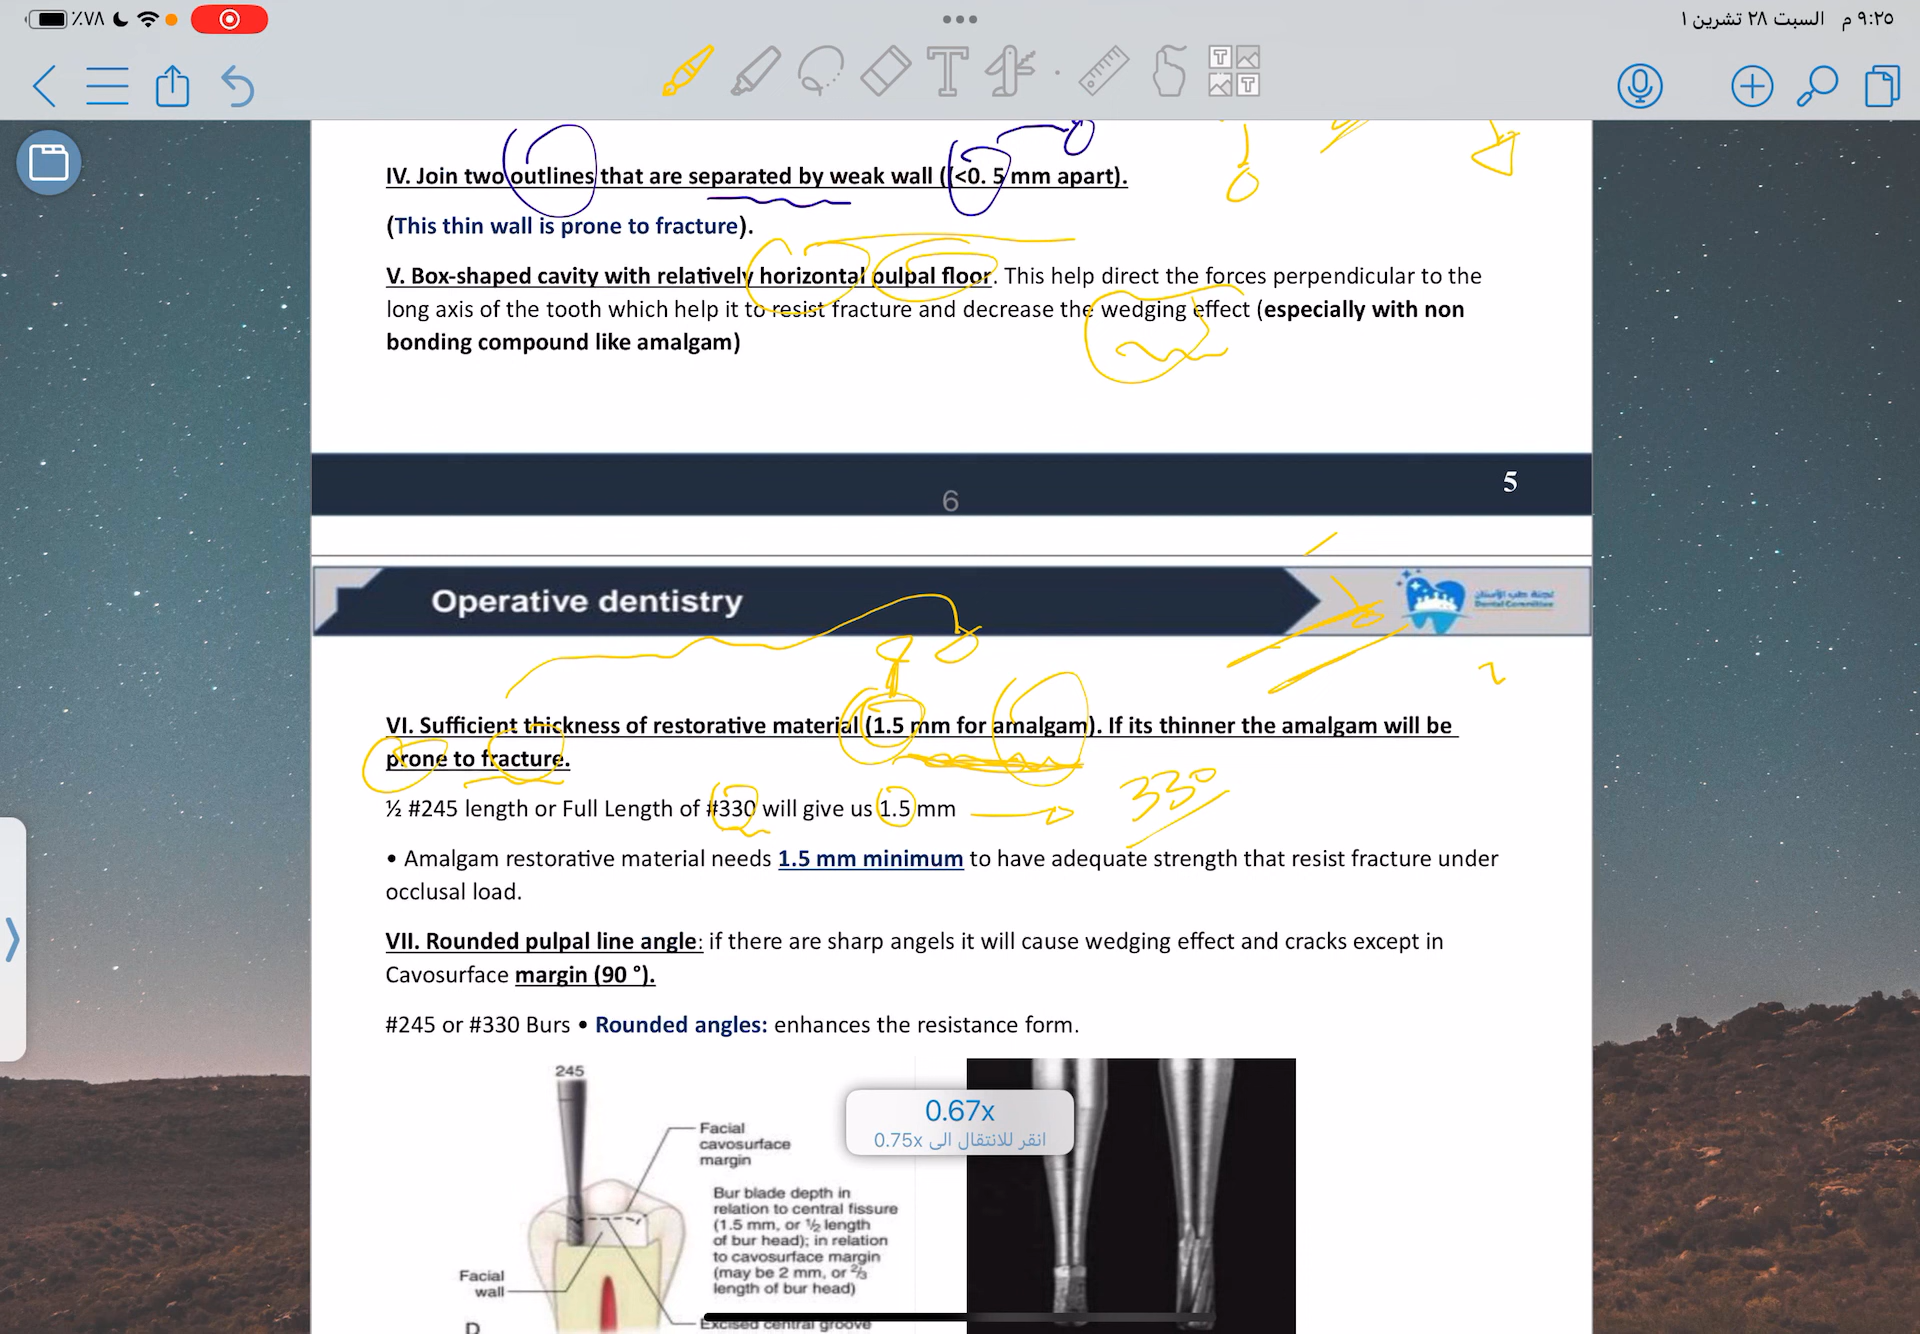 ٪٧٨
السبت ٢٨ تشرين ١ ٩:٢٥ م
IV. Join two outlines that are separated by weak wall ((<0. 5 mm apart).
(This thin wall is prone to fracture).
V. Box-shaped cavity with relatively horizontal pulpal floor. This help direct the forces perpendicular to the
long axis of the tooth which help it to resist fracture and decrease the wedging effect (especially with non
bonding compound like amalgam)
5
6
Operative dentistry
لجنة طب الأسنان
Dental Committee
VI. Sufficient thickness of restorative material (1.5 mm for amalgam). If its thinner the amalgam will be
prone to fracture.
½ #245 length or Full Length of #330 will give us 1.5 mm
330
• Amalgam restorative material needs 1.5 mm minimum to have adequate strength that resist fracture under
occlusal load.
VII. Rounded pulpal line angle: if there are sharp angels it will cause wedging effect and cracks except in
Cavosurface margin (90 °).
#245 or #330 Burs • Rounded angles: enhances the resistance form.
245
Facial
cavosurface
margin
Bur blade depth in
relation to central fissure
(1.5 mm, or ½ length
of bur head); in relation
to cavosurface margin
(may be 2 mm, or ⅔
length of bur head)
Facial
wall
Excised central groove
D
0.67x
انقر للانتقال الى 0.75x